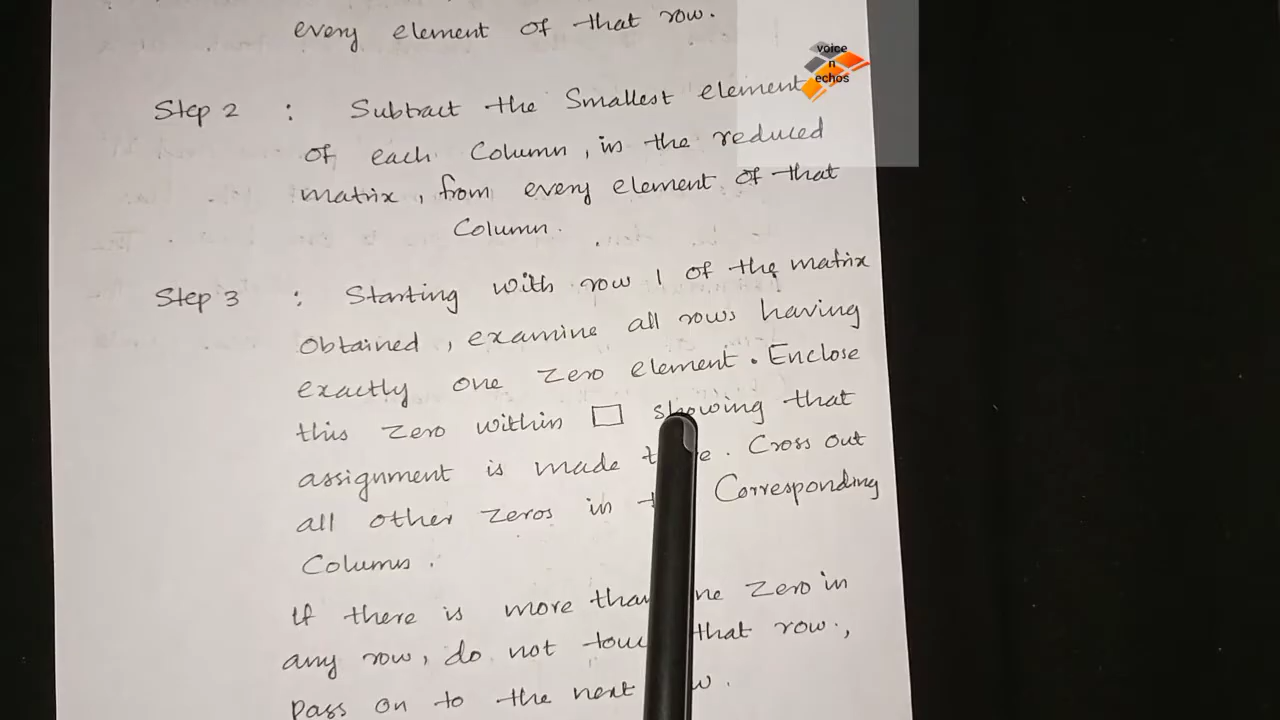 every element of that row.
voice
n
echos
Step 2 : Subtract the Smallest element
of each Column, in the reduced
matrix, from every element of that
Column.
Step 3 : Starting with row 1 of the matrix
obtained, examine all rows having
exactly one zero element. Enclose
this zero within □ showing that
assignment is made. Cross out
all other zeros in Corresponding
Column.
If there is more than zero in
any row, do not that row.,
pass on to the next